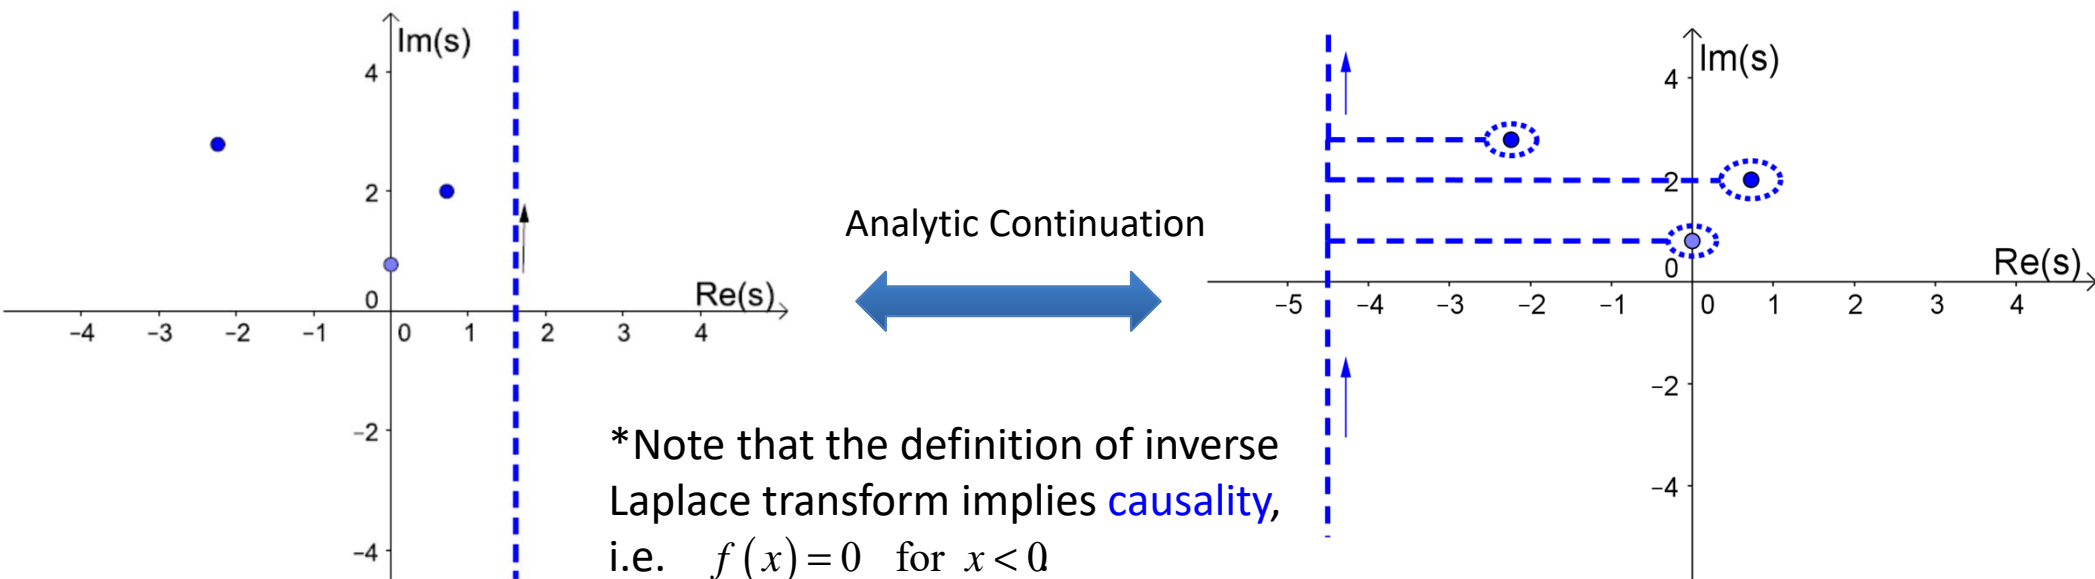 Im(s)
4
2
0
Re(s)
−4 −3 −2 −1 0 1 2 3 4
−2
−4
Analytic Continuation
*Note that the definition of inverse
Laplace transform implies causality,
i.e. f(x)=0 for x<0.
Im(s)
4
2
0
Re(s)
−5 −4 −3 −2 −1 0 1 2 3 4
−2
−4